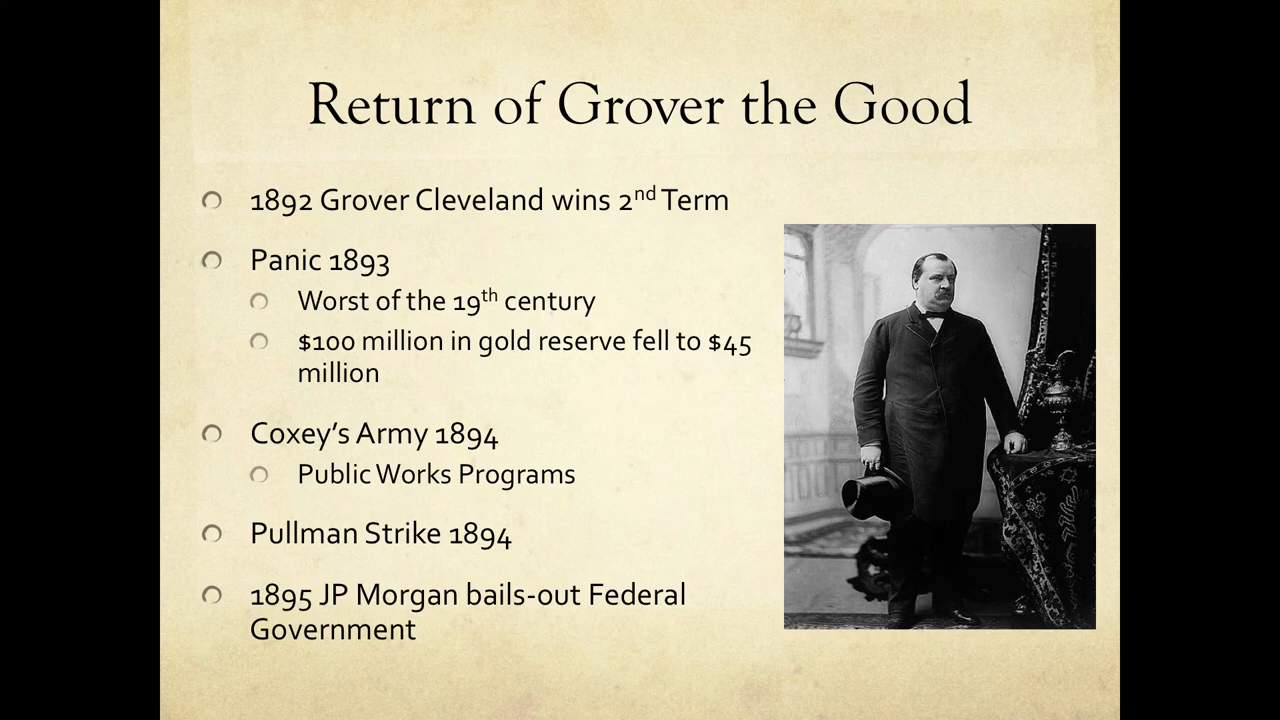 Return of Grover the Good
1892 Grover Cleveland wins 2nd Term
Panic 1893
Worst of the 19th century
$100 million in gold reserve fell to $45
million
Coxey’s Army 1894
Public Works Programs
Pullman Strike 1894
1895 JP Morgan bails-out Federal
Government